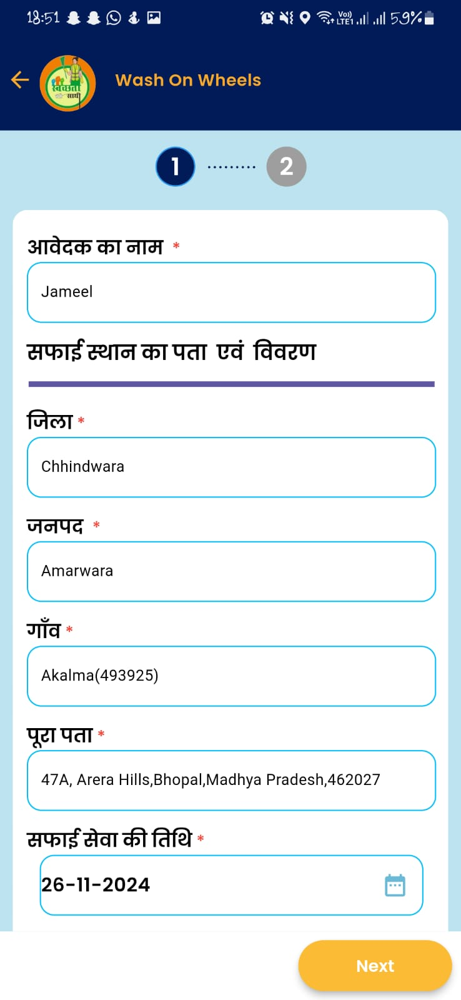 18:51 Vo)) LTE1 59%
स्वच्छता
साथी
Wash On Wheels
1 ......... 2
आवेदक का नाम *
Jameel
सफाई स्थान का पता एवं विवरण
जिला *
Chhindwara
जनपद *
Amarwara
गाँव *
Akalma(493925)
पूरा पता *
47A, Arera Hills,Bhopal,Madhya Pradesh,462027
सफाई सेवा की तिथि *
26-11-2024
Next